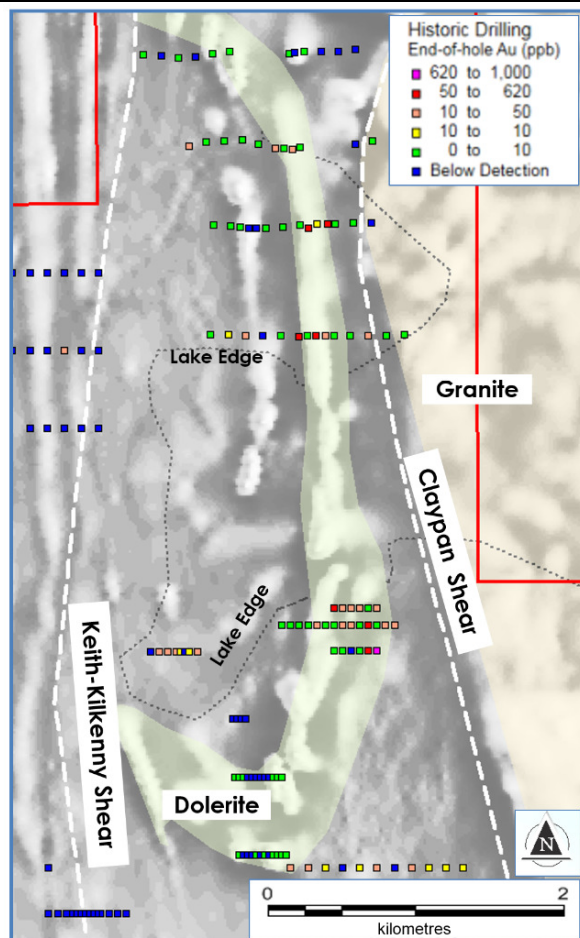 Historic Drilling
End-of-hole Au (ppb)
620 to 1,000
50 to 620
10 to 50
10 to 10
0 to 10
Below Detection
Lake Edge
Granite
Claypan Shear
Lake Edge
Keith-Kilkenny Shear
Dolerite
N
0 2
kilometres